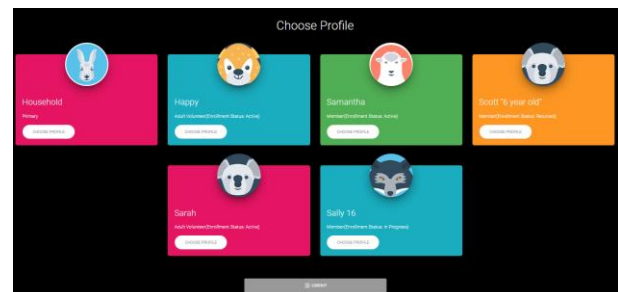 Choose Profile
Household
Primary
CHOOSE PROFILE
Happy
Adult Volunteer(Enrollment Status: Active)
CHOOSE PROFILE
Samantha
Member(Enrollment Status: Active)
CHOOSE PROFILE
Scott "6 year old"
Member(Enrollment Status: Resumed)
CHOOSE PROFILE
Sarah
Adult Volunteer(Enrollment Status: Active)
CHOOSE PROFILE
Sally 16
Member(Enrollment Status: In Progress)
CHOOSE PROFILE
LOGOUT